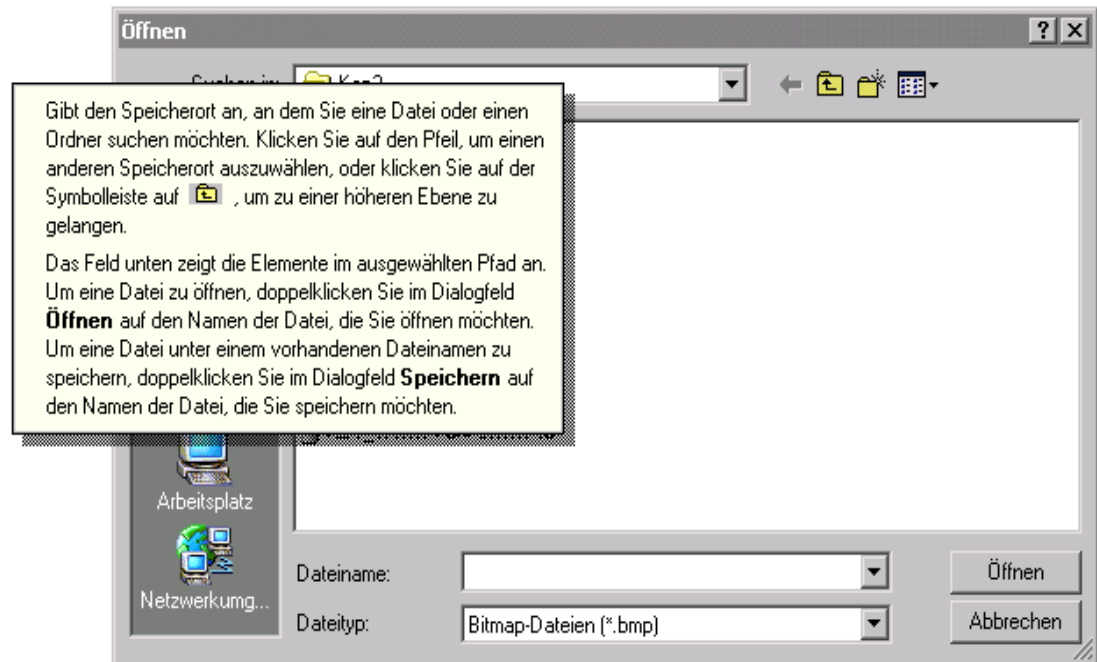 Öffnen
Gibt den Speicherort an, an dem Sie eine Datei oder einen
Ordner suchen möchten. Klicken Sie auf den Pfeil, um einen
anderen Speicherort auszuwählen, oder klicken Sie auf der
Symbolleiste auf , um zu einer höheren Ebene zu
gelangen.
Das Feld unten zeigt die Elemente im ausgewählten Pfad an.
Um eine Datei zu öffnen, doppelklicken Sie im Dialogfeld
Öffnen auf den Namen der Datei, die Sie öffnen möchten.
Um eine Datei unter einem vorhandenen Dateinamen zu
speichern, doppelklicken Sie im Dialogfeld Speichern auf
den Namen der Datei, die Sie speichern möchten.
Arbeitsplatz
Netzwerkumg...
Dateiname:
Öffnen
Dateityp:
Bitmap-Dateien (*.bmp)
Abbrechen